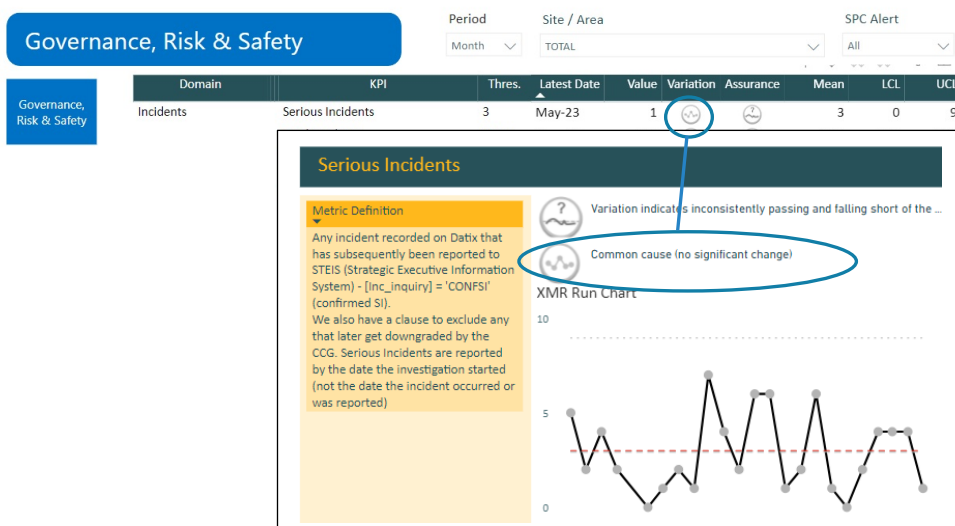 Period
Site / Area
SPC Alert
Governance, Risk & Safety
Month
TOTAL
All
Governance,
Risk & Safety
Domain KPI Thres. Latest Date Value Variation Assurance Mean LCL UCL
Incidents Serious Incidents 3 May-23 1 ? 3 0 9
Serious Incidents
Metric Definition
Any incident recorded on Datix that
has subsequently been reported to
STEIS (Strategic Executive Information
System) - [Inc_inquiry] = 'CONFSI'
(confirmed SI).
We also have a clause to exclude any
that later get downgraded by the
CCG. Serious Incidents are reported
by the date the investigation started
(not the date the incident occurred or
was reported)
?
Variation indicates inconsistently passing and falling short of the ...
Common cause (no significant change)
XMR Run Chart
10
5
0